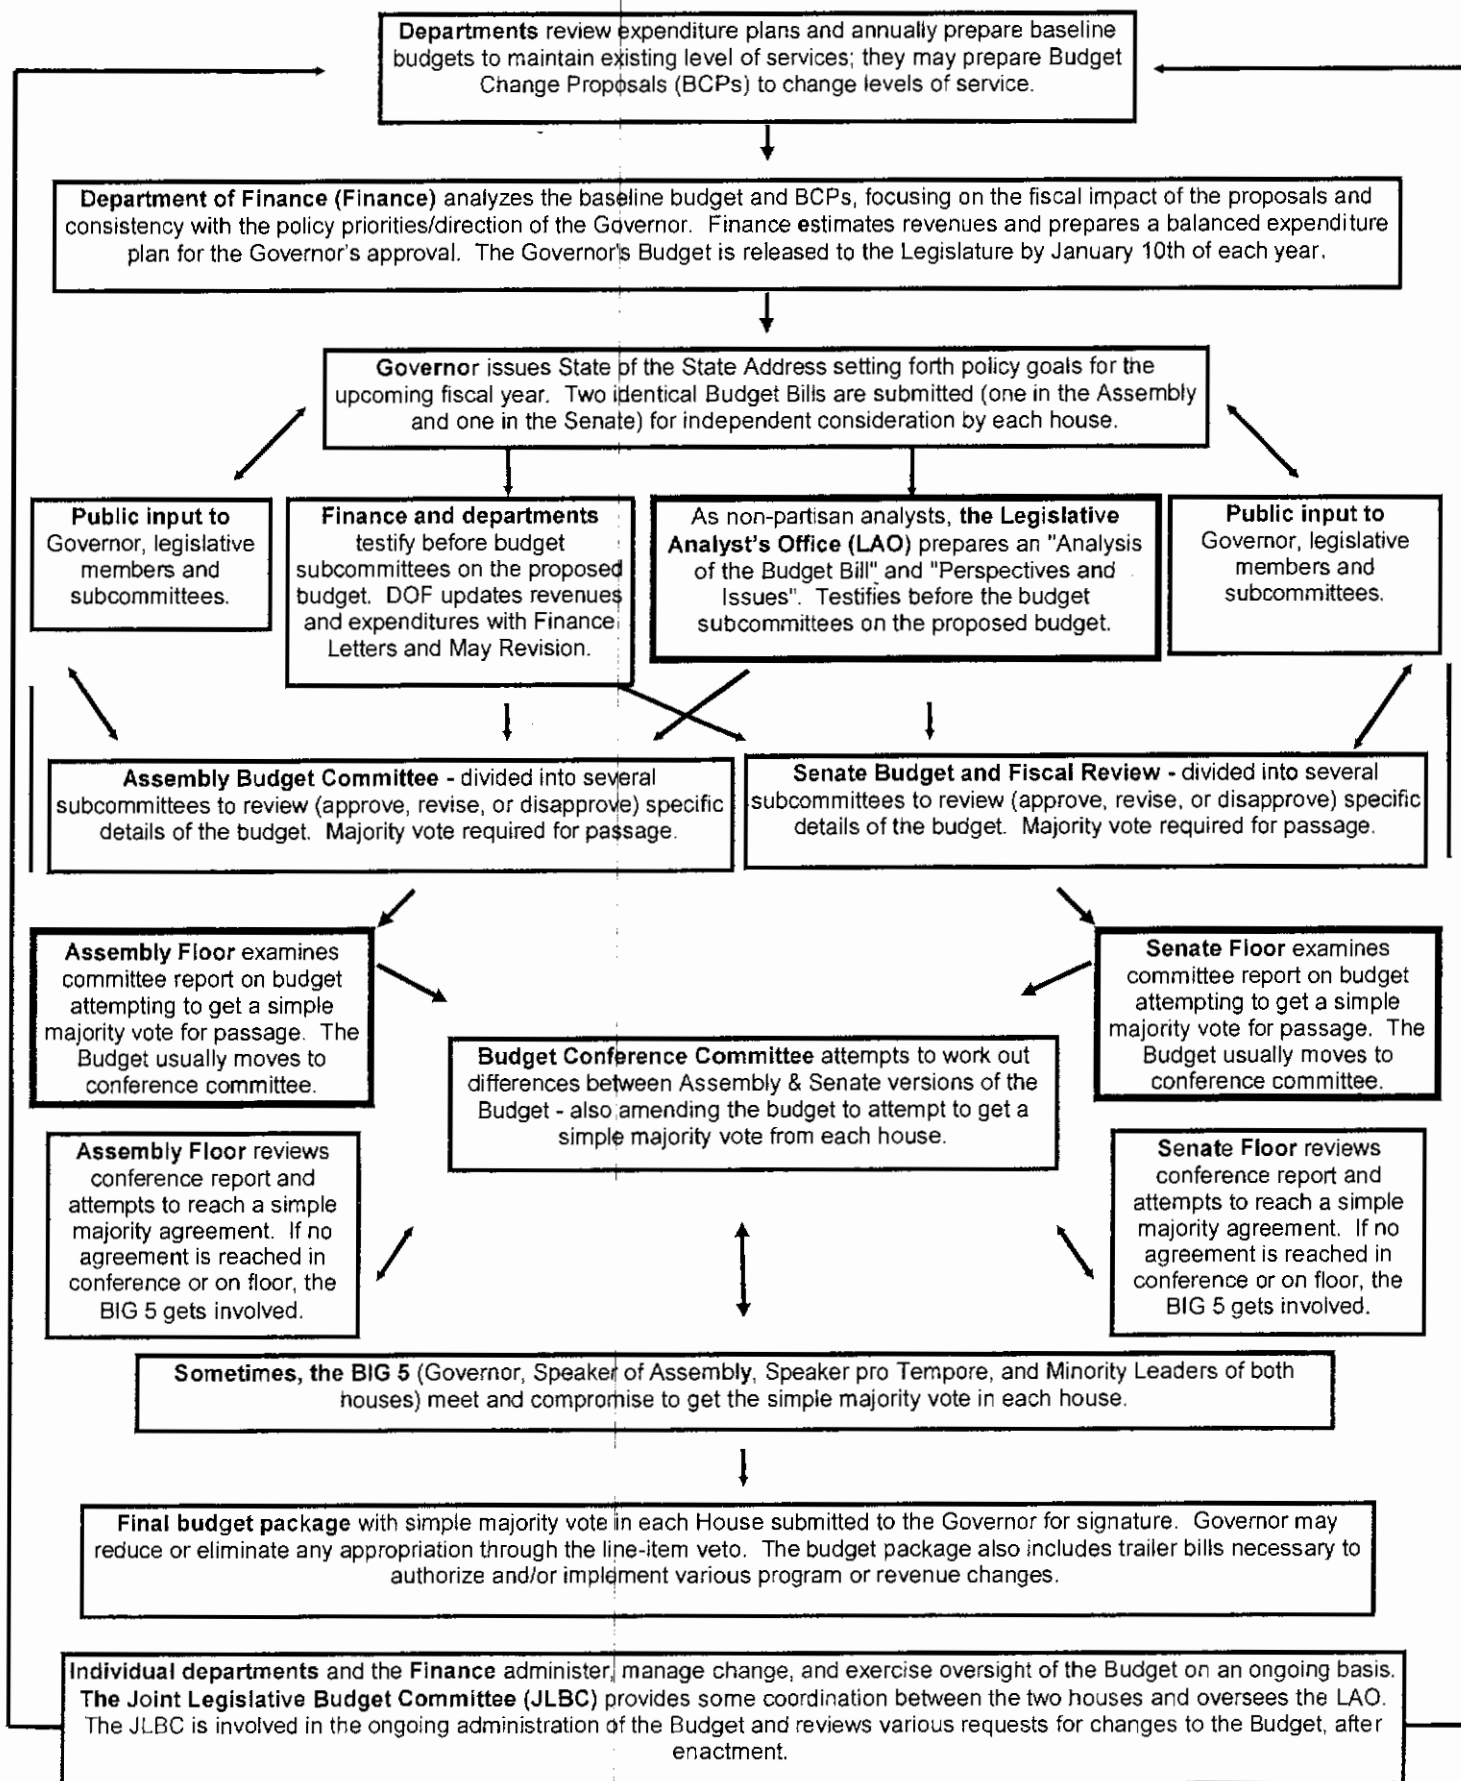 Departments review expenditure plans and annually prepare baseline
budgets to maintain existing level of services; they may prepare Budget
Change Proposals (BCPs) to change levels of service.
Department of Finance (Finance) analyzes the baseline budget and BCPs, focusing on the fiscal impact of the proposals and
consistency with the policy priorities/direction of the Governor. Finance estimates revenues and prepares a balanced expenditure
plan for the Governor's approval. The Governor's Budget is released to the Legislature by January 10th of each year.
Governor issues State of the State Address setting forth policy goals for the
upcoming fiscal year. Two identical Budget Bills are submitted (one in the Assembly
and one in the Senate) for independent consideration by each house.
Public input to
Governor, legislative
members and
subcommittees.
Finance and departments
testify before budget
subcommittees on the proposed
budget. DOF updates revenues
and expenditures with Finance
Letters and May Revision.
As non-partisan analysts, the Legislative
Analyst's Office (LAO) prepares an "Analysis
of the Budget Bill" and "Perspectives and
Issues". Testifies before the budget
subcommittees on the proposed budget.
Public input to
Governor, legislative
members and
subcommittees.
Assembly Budget Committee - divided into several
subcommittees to review (approve, revise, or disapprove) specific
details of the budget. Majority vote required for passage.
Senate Budget and Fiscal Review - divided into several
subcommittees to review (approve, revise, or disapprove) specific
details of the budget. Majority vote required for passage.
Assembly Floor examines
committee report on budget
attempting to get a simple
majority vote for passage. The
Budget usually moves to
conference committee.
Senate Floor examines
committee report on budget
attempting to get a simple
majority vote for passage. The
Budget usually moves to
conference committee.
Budget Conference Committee attempts to work out
differences between Assembly & Senate versions of the
Budget - also amending the budget to attempt to get a
simple majority vote from each house.
Assembly Floor reviews
conference report and
attempts to reach a simple
majority agreement. If no
agreement is reached in
conference or on floor, the
BIG 5 gets involved.
Senate Floor reviews
conference report and
attempts to reach a simple
majority agreement. If no
agreement is reached in
conference or on floor, the
BIG 5 gets involved.
Sometimes, the BIG 5 (Governor, Speaker of Assembly, Speaker pro Tempore, and Minority Leaders of both
houses) meet and compromise to get the simple majority vote in each house.
Final budget package with simple majority vote in each House submitted to the Governor for signature. Governor may
reduce or eliminate any appropriation through the line-item veto. The budget package also includes trailer bills necessary to
authorize and/or implement various program or revenue changes.
Individual departments and the Finance administer, manage change, and exercise oversight of the Budget on an ongoing basis.
The Joint Legislative Budget Committee (JLBC) provides some coordination between the two houses and oversees the LAO.
The JLBC is involved in the ongoing administration of the Budget and reviews various requests for changes to the Budget, after
enactment.